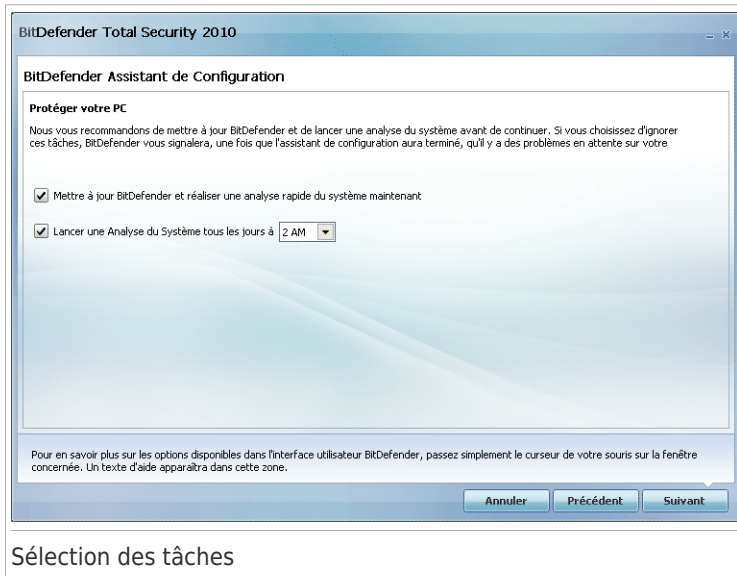 BitDefender Total Security 2010
BitDefender Assistant de Configuration
Protéger votre PC
Nous vous recommandons de mettre à jour BitDefender et de lancer une analyse du système avant de continuer. Si vous choisissez d'ignorer
ces tâches, BitDefender vous signalera, une fois que l'assistant de configuration aura terminé, qu'il y a des problèmes en attente sur votre
Mettre à jour BitDefender et réaliser une analyse rapide du système maintenant
Lancer une Analyse du Système tous les jours à 2 AM
Pour en savoir plus sur les options disponibles dans l'interface utilisateur BitDefender, passez simplement le curseur de votre souris sur la fenêtre
concernée. Un texte d'aide apparaîtra dans cette zone.
Annuler Précédent Suivant
Sélection des tâches